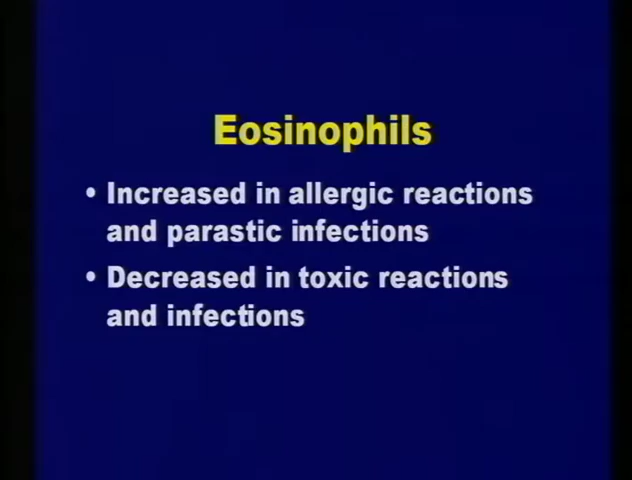 Eosinophils
• Increased in allergic reactions
and parastic infections
• Decreased in toxic reactions
and infections